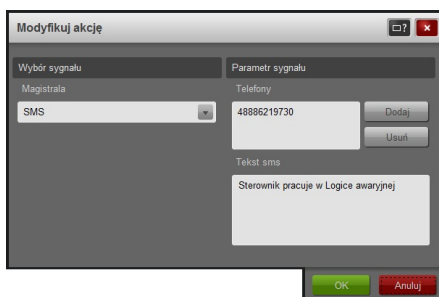 Modyfikuj akcję
Wybór sygnału
Parametr sygnału
Magistrala
Telefony
SMS
48886219730
Dodaj
Usuń
Tekst sms
Sterownik pracuje w Logice awaryjnej
OK
Anuluj